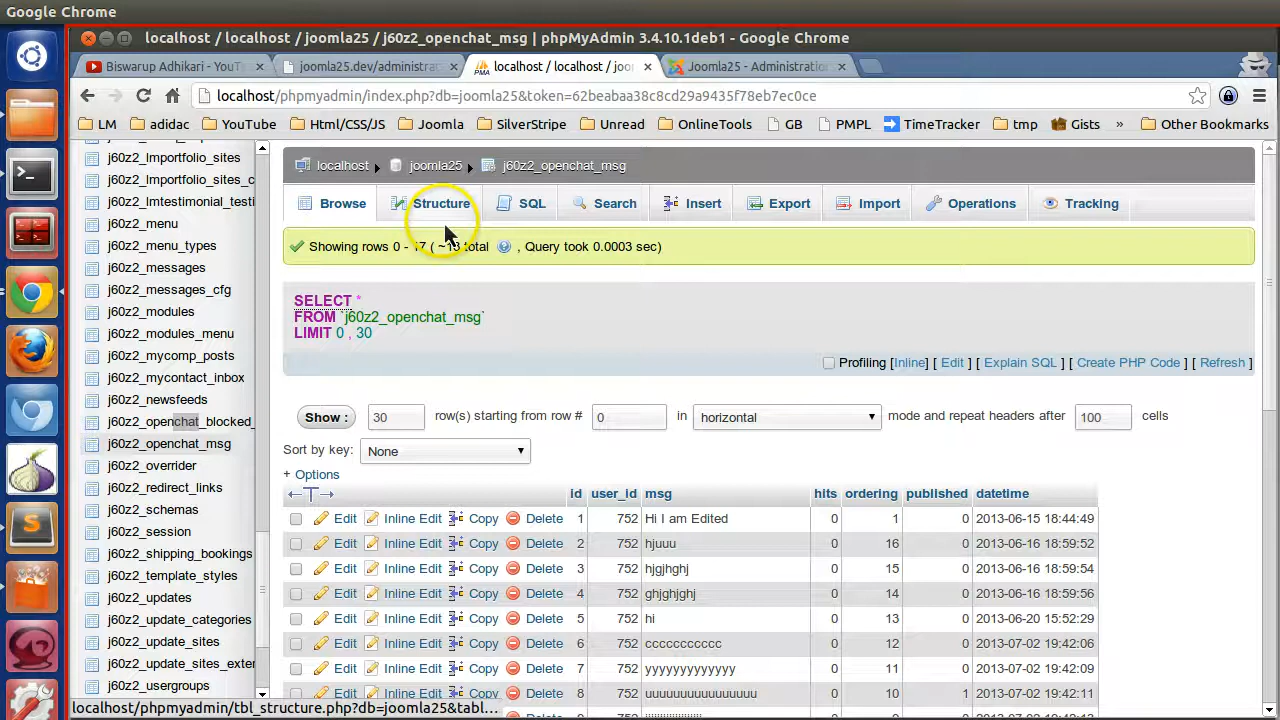 Google Chrome
localhost / localhost / joomla25 / j60z2_openchat_msg | phpMyAdmin 3.4.10.1deb1 - Google Chrome
Biswarup Adhikari - YouT
joomla25.dev/administra
localhost / localhost / joor
Joomla25 - Administratio
localhost/phpmyadmin/index.php?db=joomla25&token=62beabaa38c8cd29a9435f78eb7ec0ce
LM adidac YouTube Html/CSS/JS Joomla SilverStripe Unread OnlineTools GB PMPL TimeTracker tmp Gists » Other Bookmarks
j60z2_lmportfolio_sites
j60z2_lmportfolio_sites_c
j60z2_lmtestimonial_testi
j60z2_menu
j60z2_menu_types
j60z2_messages
j60z2_messages_cfg
j60z2_modules
j60z2_modules_menu
j60z2_mycomp_posts
j60z2_mycontact_inbox
j60z2_newsfeeds
j60z2_openchat_blocked_
j60z2_openchat_msg
j60z2_overrider
j60z2_redirect_links
j60z2_schemas
j60z2_session
j60z2_shipping_bookings
j60z2_template_styles
j60z2_updates
j60z2_update_categories
j60z2_update_sites
j60z2_update_sites_exter
j60z2_usergroups
localhost joomla25 j60z2_openchat_msg
Browse Structure SQL Search Insert Export Import Operations Tracking
Showing rows 0 - 17 ( ~18 total , Query took 0.0003 sec)
SELECT *
FROM `j60z2_openchat_msg`
LIMIT 0 , 30
Profiling [Inline] [ Edit ] [ Explain SQL ] [ Create PHP Code ] [ Refresh ]
Show : 30 row(s) starting from row # 0 in horizontal mode and repeat headers after 100 cells
Sort by key: None
+ Options
id user_id msg hits ordering published datetime
Edit Inline Edit Copy Delete 1 752 Hi I am Edited 0 1 0 2013-06-15 18:44:49
Edit Inline Edit Copy Delete 2 752 hjuuu 0 16 0 2013-06-16 18:59:52
Edit Inline Edit Copy Delete 3 752 hjgjhghj 0 15 0 2013-06-16 18:59:54
Edit Inline Edit Copy Delete 4 752 ghjghjghj 0 14 0 2013-06-16 18:59:56
Edit Inline Edit Copy Delete 5 752 hi 0 13 0 2013-06-20 15:52:29
Edit Inline Edit Copy Delete 6 752 ccccccccccc 0 12 0 2013-07-02 19:42:06
Edit Inline Edit Copy Delete 7 752 yyyyyyyyyyyyy 0 11 0 2013-07-02 19:42:09
Edit Inline Edit Copy Delete 8 752 uuuuuuuuuuuuuuuu 0 10 1 2013-07-02 19:42:11
localhost/phpmyadmin/tbl_structure.php?db=joomla25&tabl...